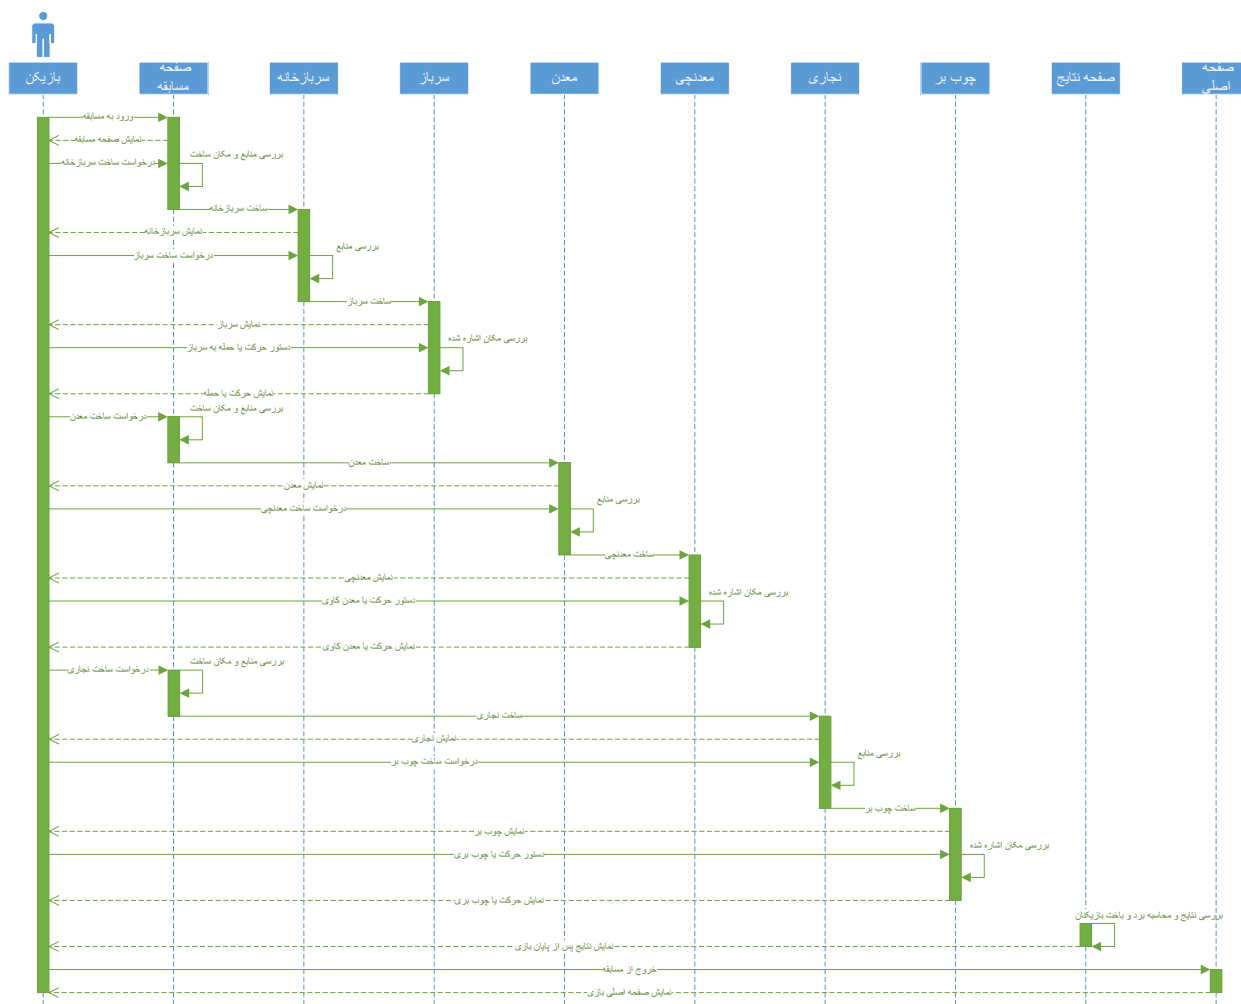 بازیکن
صفحه
مسابقه
سربازخانه
سرباز
معدن
معدنچی
نجاری
چوب بر
صفحه نتایج
صفحه
اصلی
ورود به مسابقه
نمایش صفحه مسابقه
درخواست ساخت سربازخانه
بررسی منابع و مکان ساخت
ساخت سربازخانه
نمایش سربازخانه
درخواست ساخت سرباز
بررسی منابع
ساخت سرباز
نمایش سرباز
دستور حرکت یا حمله به سرباز
بررسی مکان اشاره شده
نمایش حرکت یا حمله
درخواست ساخت معدن
بررسی منابع و مکان ساخت
ساخت معدن
نمایش معدن
درخواست ساخت معدنچی
بررسی منابع
ساخت معدنچی
نمایش معدنچی
دستور حرکت یا معدن کاوی
بررسی مکان اشاره شده
نمایش حرکت یا معدن کاوی
درخواست ساخت نجاری
بررسی منابع و مکان ساخت
ساخت نجاری
نمایش نجاری
درخواست ساخت چوب بر
بررسی منابع
ساخت چوب بر
نمایش چوب بر
دستور حرکت یا چوب بری
بررسی مکان اشاره شده
نمایش حرکت یا چوب بری
بررسی نتایج و محاسبه برد و باخت بازیکنان
نمایش نتایج پس از پایان بازی
خروج از مسابقه
نمایش صفحه اصلی بازی